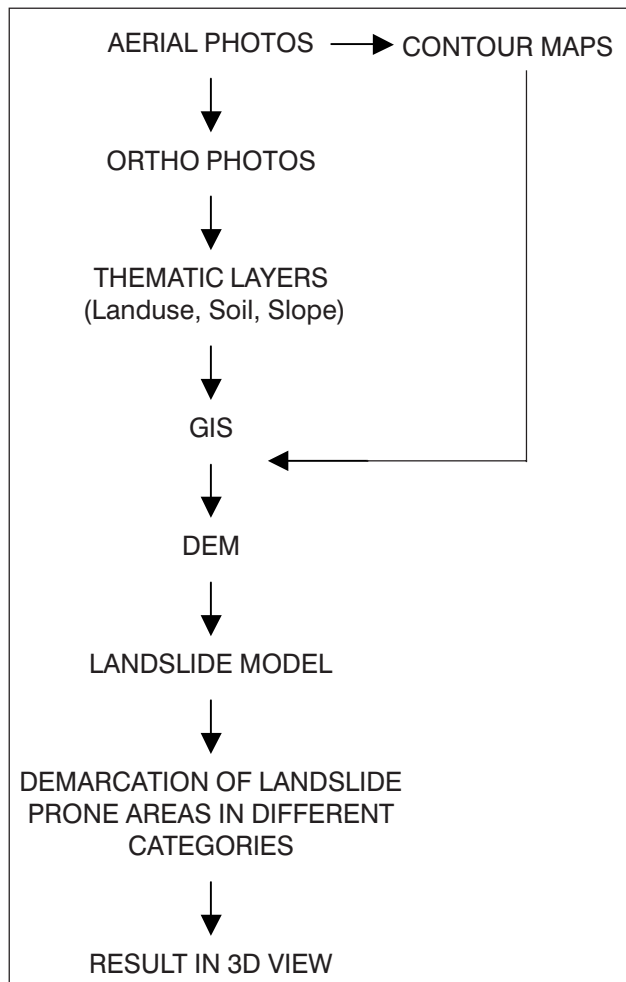 AERIAL PHOTOS
CONTOUR MAPS
ORTHO PHOTOS
THEMATIC LAYERS
(Landuse, Soil, Slope)
GIS
DEM
LANDSLIDE MODEL
DEMARCATION OF LANDSLIDE
PRONE AREAS IN DIFFERENT
CATEGORIES
RESULT IN 3D VIEW